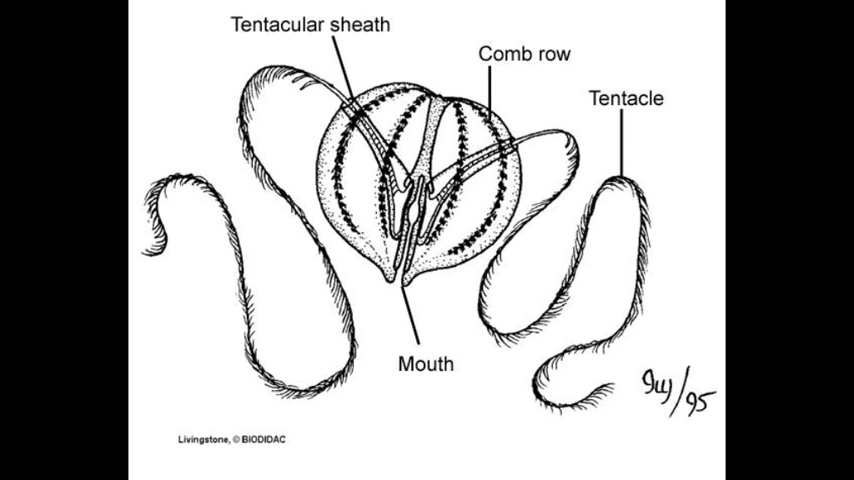 Tentacular sheath
Comb row
Tentacle
Mouth
Livingstone, © BIODIDAC